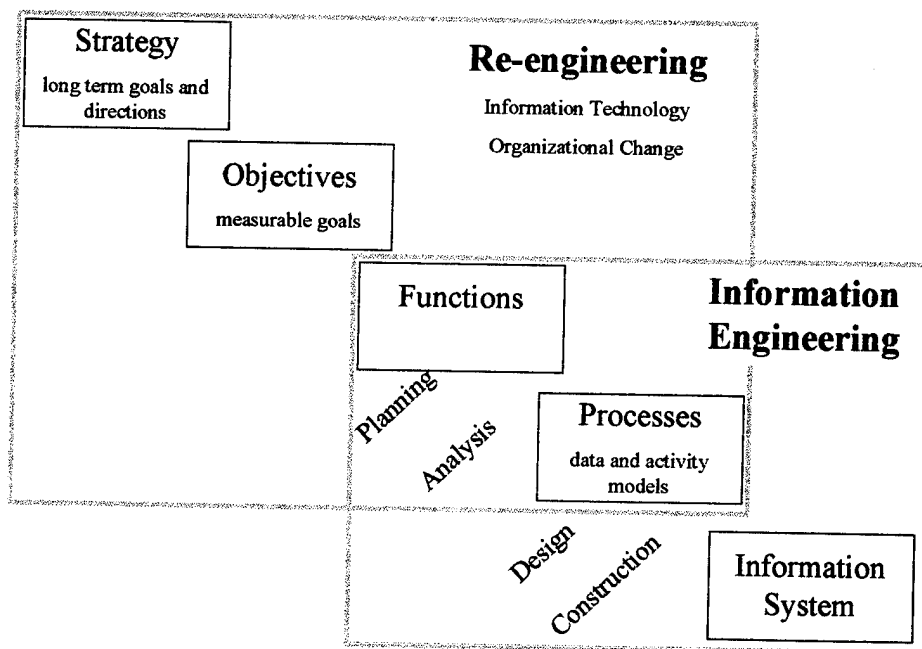 Strategy
long term goals and
directions
Re-engineering
Information Technology
Organizational Change
Objectives
measurable goals
Functions
Information
Engineering
Planning
Analysis
Processes
data and activity
models
Design
Construction
Information
System